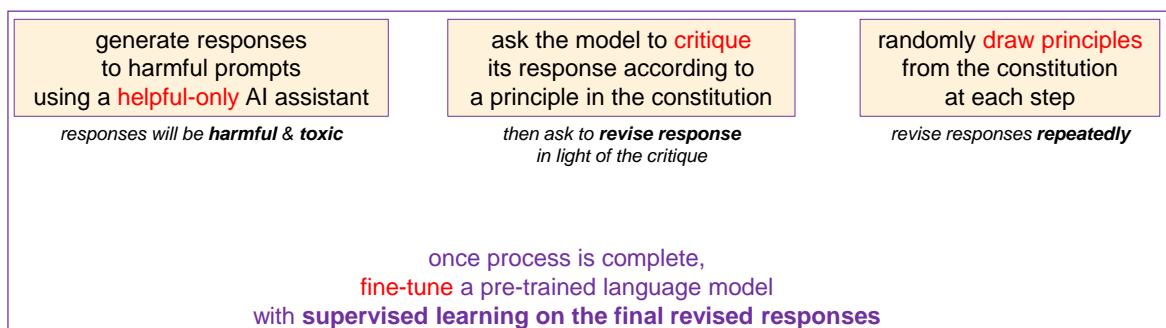 generate responses
to harmful prompts
using a helpful-only AI assistant
responses will be harmful & toxic
ask the model to critique
its response according to
a principle in the constitution
then ask to revise response
in light of the critique
randomly draw principles
from the constitution
at each step
revise responses repeatedly
once process is complete,
fine-tune a pre-trained language model
with supervised learning on the final revised responses